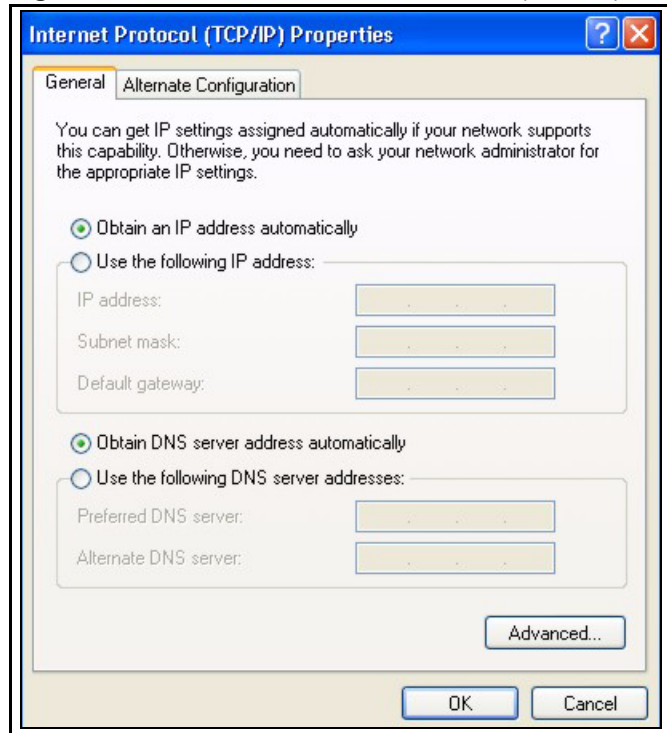 Internet Protocol (TCP/IP) Properties
General
Alternate Configuration
You can get IP settings assigned automatically if your network supports
this capability. Otherwise, you need to ask your network administrator for
the appropriate IP settings.
Obtain an IP address automatically
Use the following IP address:
IP address:
Subnet mask:
Default gateway:
Obtain DNS server address automatically
Use the following DNS server addresses:
Preferred DNS server:
Alternate DNS server:
Advanced...
OK
Cancel